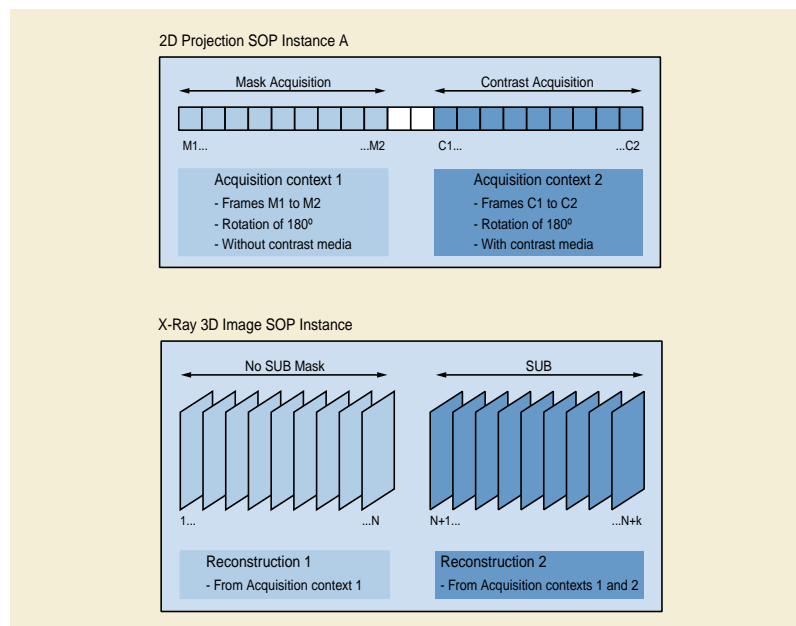 2D Projection SOP Instance A
Mask Acquisition
Contrast Acquisition
M1...
...M2
C1...
...C2
Acquisition context 1
- Frames M1 to M2
- Rotation of 180º
- Without contrast media
Acquisition context 2
- Frames C1 to C2
- Rotation of 180º
- With contrast media
X-Ray 3D Image SOP Instance
No SUB Mask
SUB
1...
...N
N+1...
...N+k
Reconstruction 1
- From Acquisition context 1
Reconstruction 2
- From Acquisition contexts 1 and 2